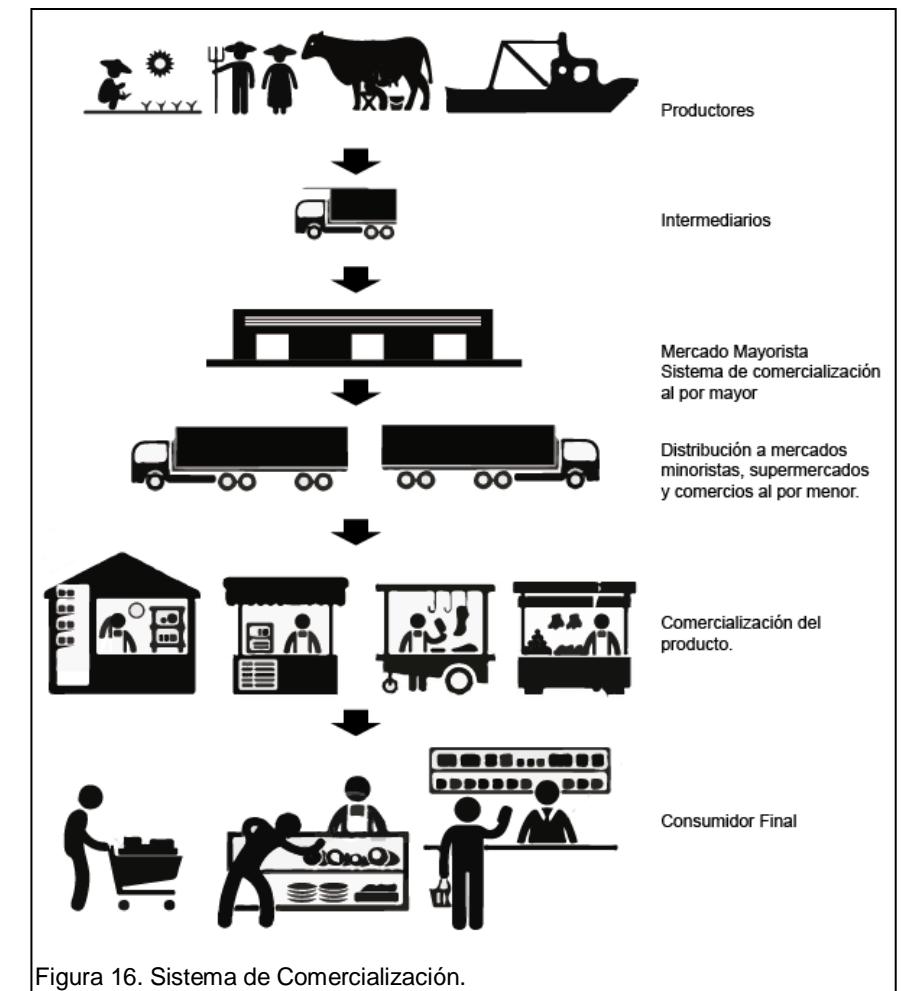 Productores
Intermediarios
Mercado Mayorista
Sistema de comercialización
al por mayor
Distribución a mercados
minoristas, supermercados
y comercios al por menor.
Comercialización del
producto.
Consumidor Final
Figura 16. Sistema de Comercialización.